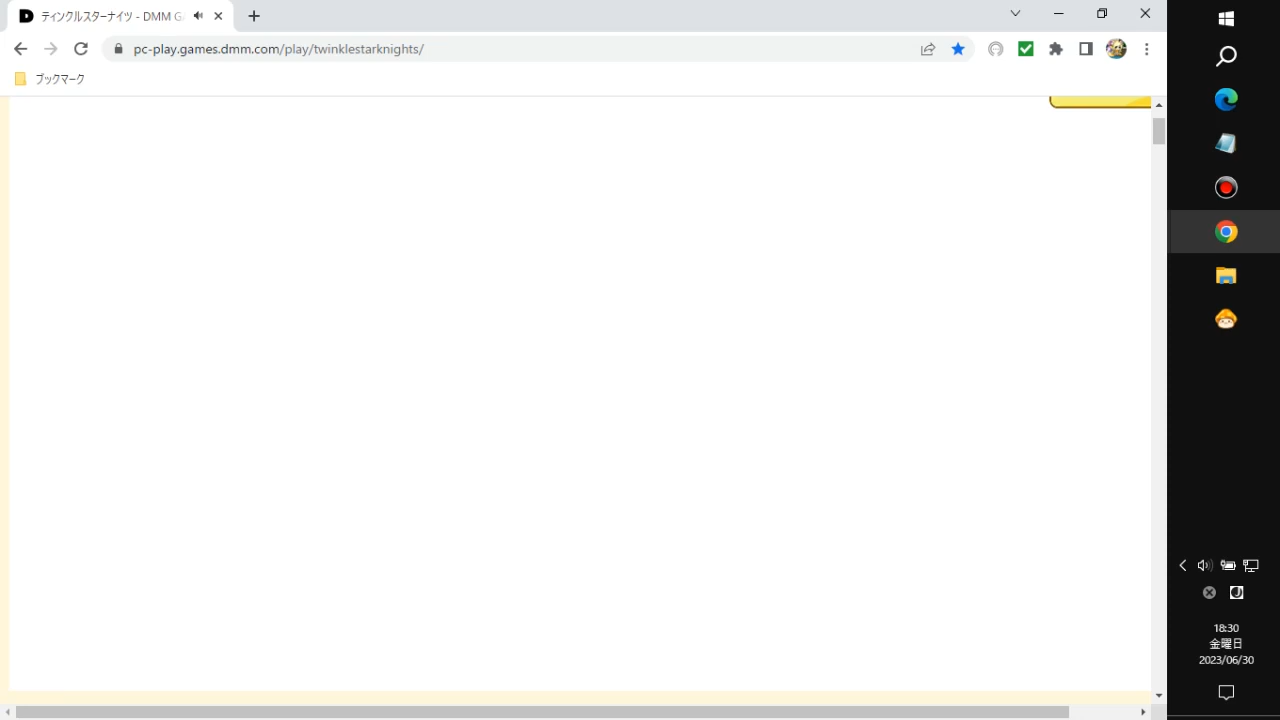 ティンクルスターナイツ - DMM G
pc-play.games.dmm.com/play/twinklestarknights/
ブックマーク
18:30
金曜日
2023/06/30